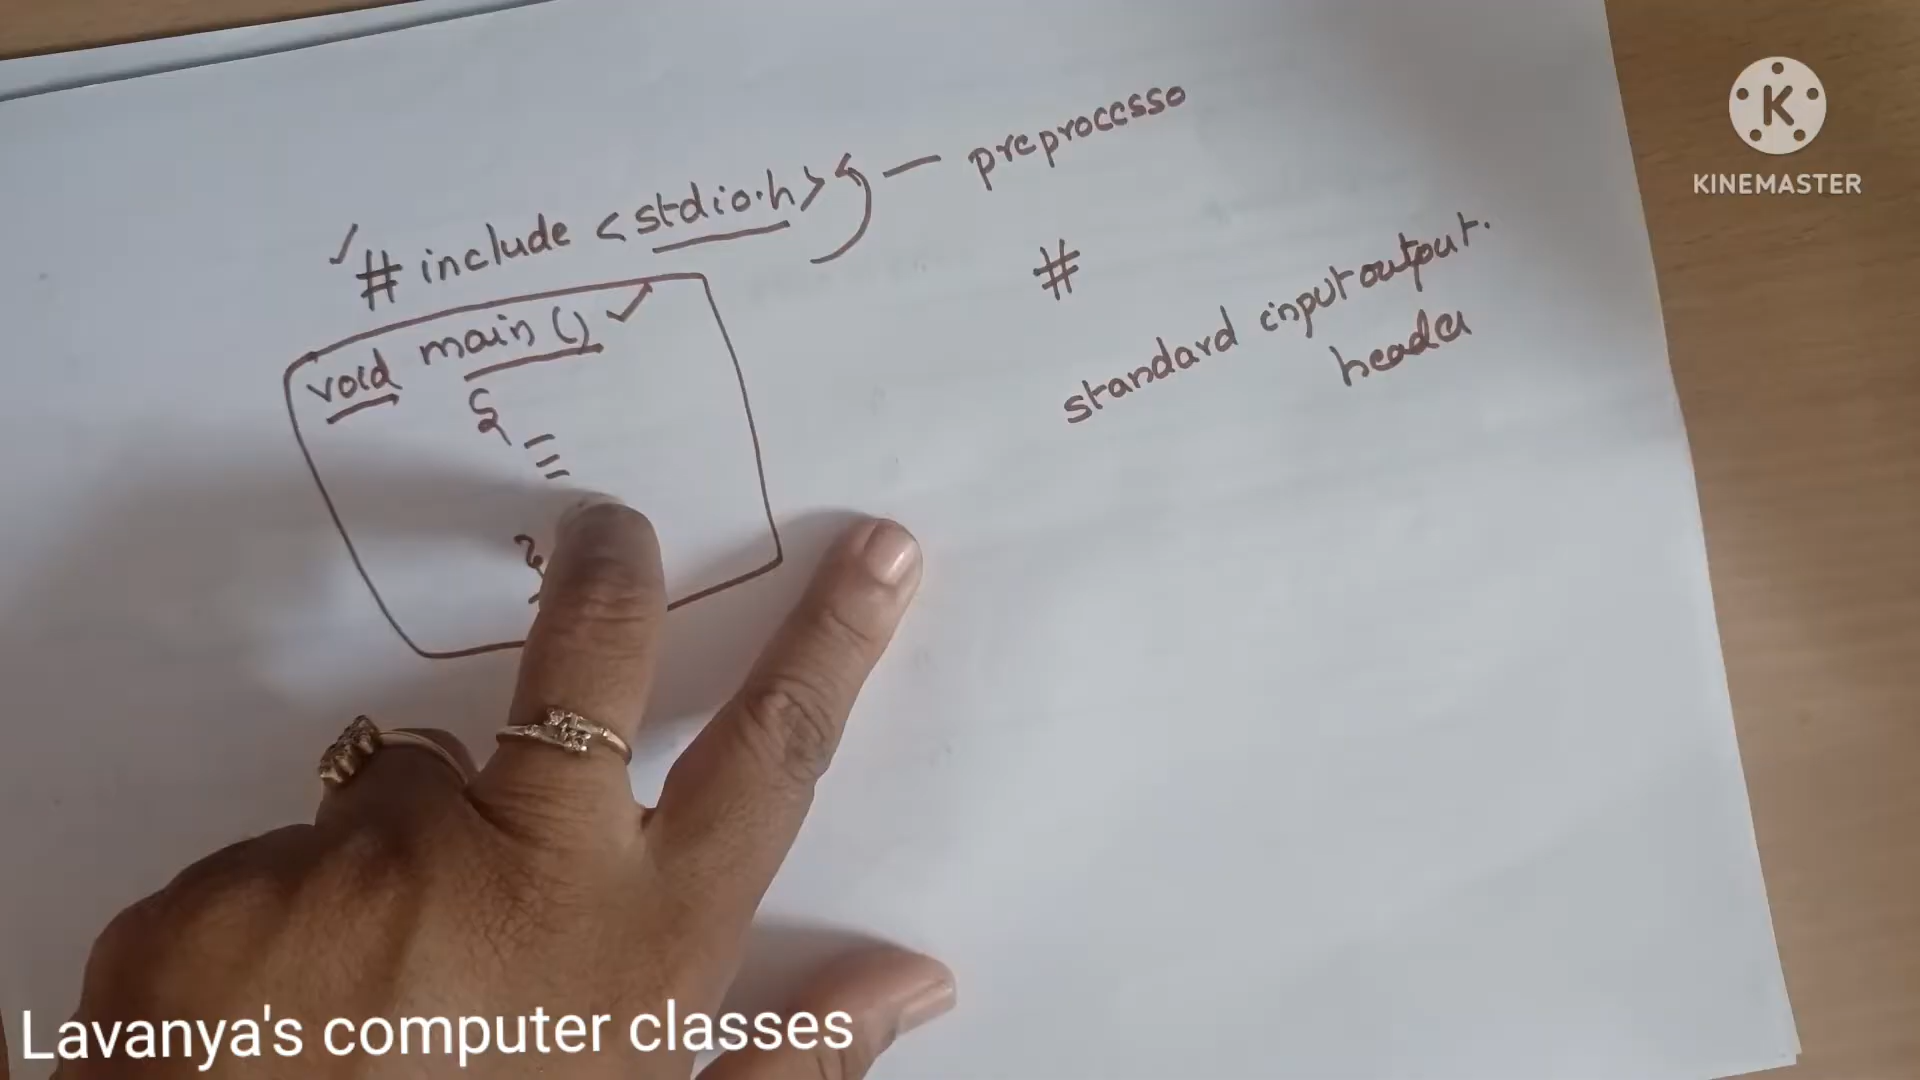 # include <stdio.h> } — preprocesso
#
void main ()
{
}
standard input output.
header
KINEMASTER
Lavanya's computer classes